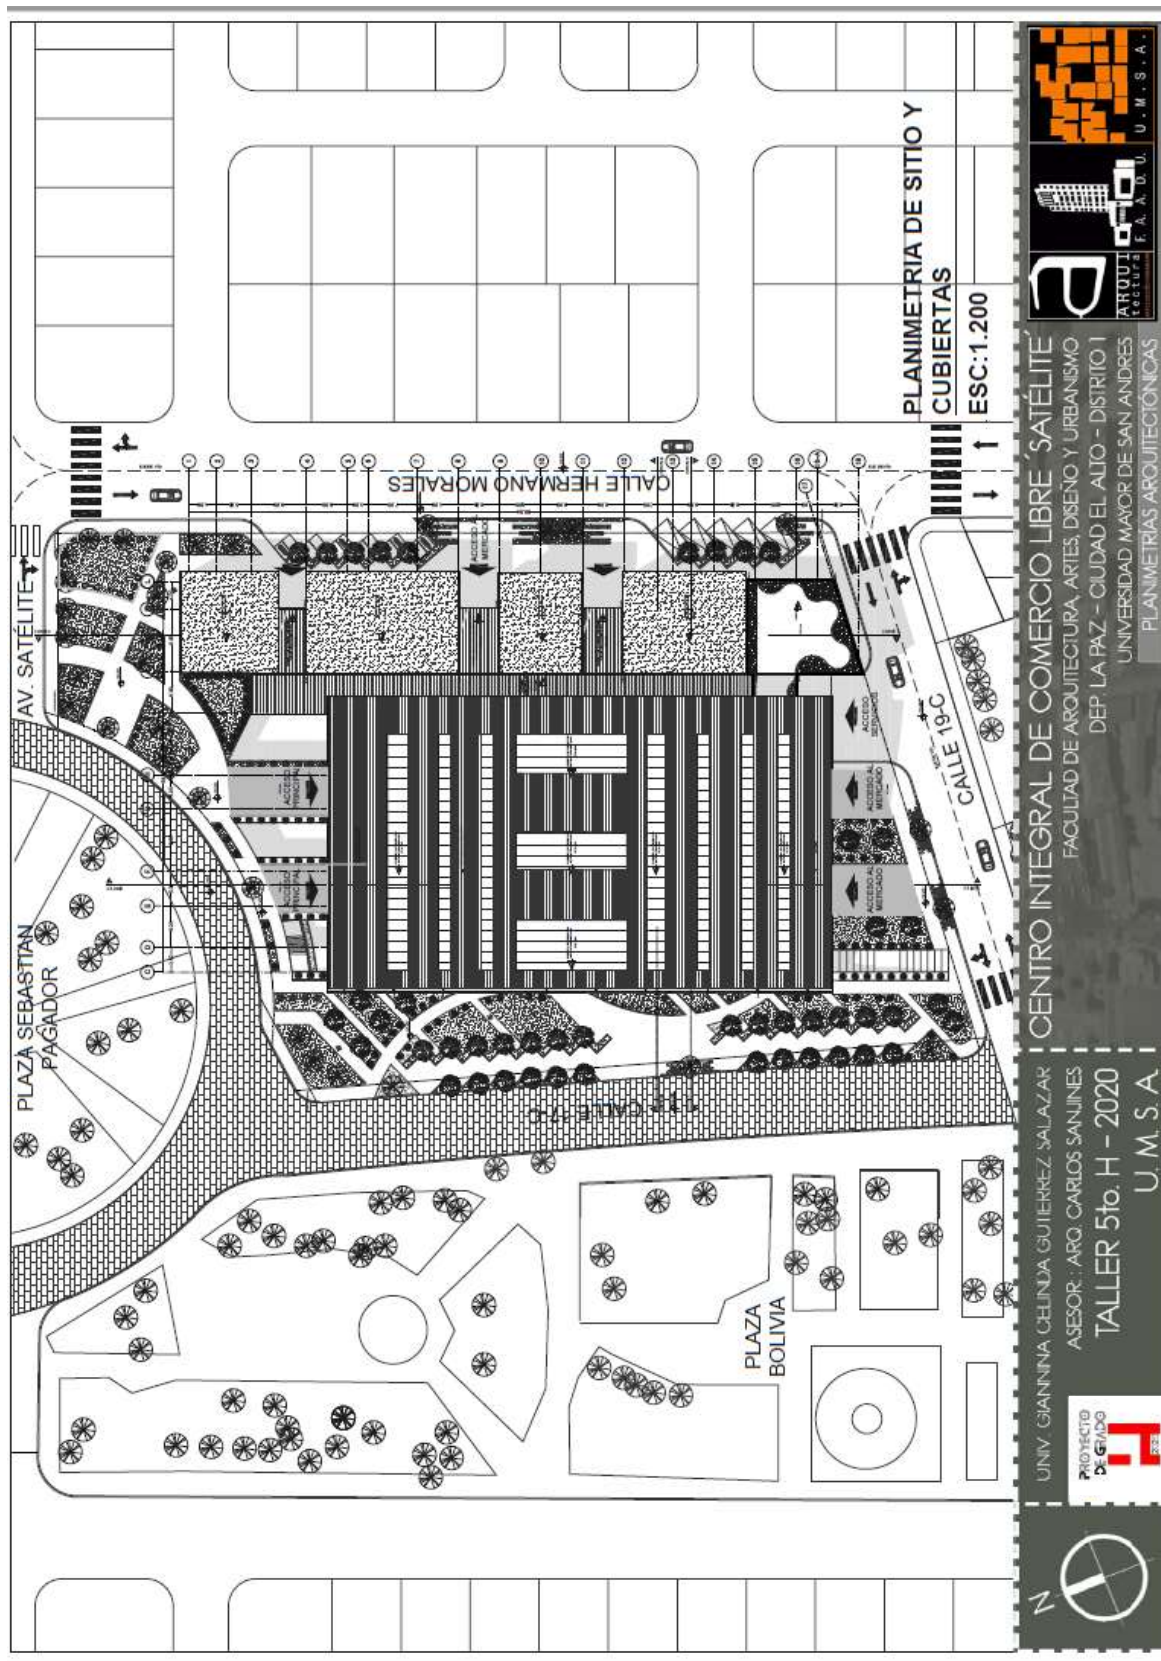 AV. SATÉLITE
PLAZA SEBASTIAN
PAGADOR
CALLE HERMANO MORALES
ACCESO AL
MERCADO
ACCESO
PRINCIPAL
ACCESO
PRINCIPAL
ACCESO
ACCESO AL
MERCADO
ACCESO AL
MERCADO
CALLE 19-C
CALLE 17-C
PLAZA
BOLIVIA
PLANIMETRIA DE SITIO Y
CUBIERTAS
ESC:1.200
N
PROYECTO
DE GRADO
UNIV. GIANNINA CELINDA GUTIERREZ SALAZAR
ASESOR: ARQ. CARLOS SANJINES
TALLER 5to. H - 2020
U. M. S. A.
CENTRO INTEGRAL DE COMERCIO LIBRE ´SATÉLITE´
FACULTAD DE ARQUITECTURA, ARTES, DISEÑO Y URBANISMO
DEP LA PAZ - CIUDAD EL ALTO - DISTRITO I
UNIVERSIDAD MAYOR DE SAN ANDRES
PLANIMETRÍAS ARQUITECTÓNICAS
a
ARQUI
tectura
F. A. A. D. U.
U. M. S. A.